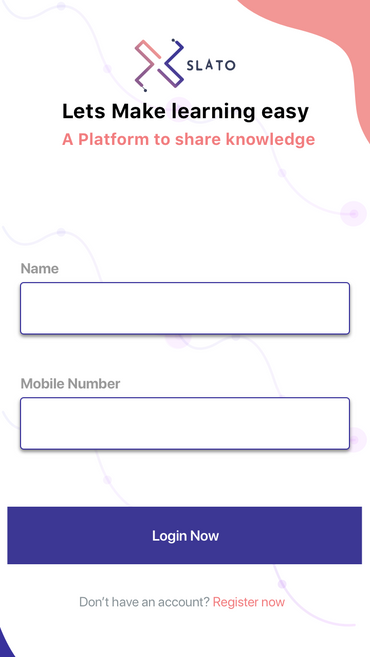 SLATO
Lets Make learning easy
A Platform to share knowledge
Name
Mobile Number
Login Now
Don't have an account? Register now